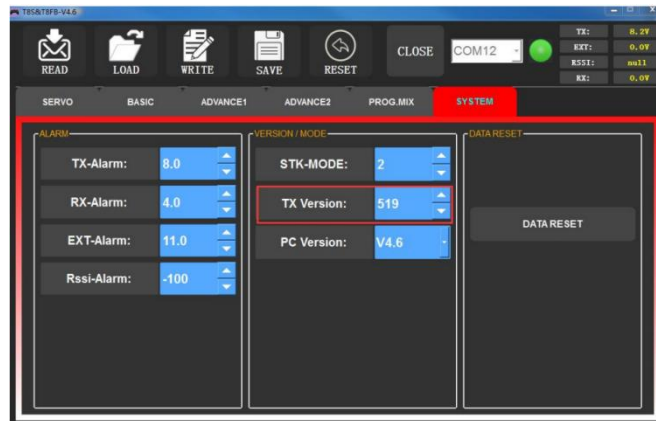 T8S&T8FB-V4.6
READ
LOAD
WRITE
SAVE
RESET
CLOSE
COM12
TX: 8.2V
EXT: 0.0V
RSSI: null
RX: 0.0V
SERVO BASIC ADVANCE1 ADVANCE2 PROG.MIX SYSTEM
ALARM
TX-Alarm: 8.0
RX-Alarm: 4.0
EXT-Alarm: 11.0
Rssi-Alarm: -100
VERSION / MODE
STK-MODE: 2
TX Version: 519
PC Version: V4.6
DATA RESET
DATA RESET